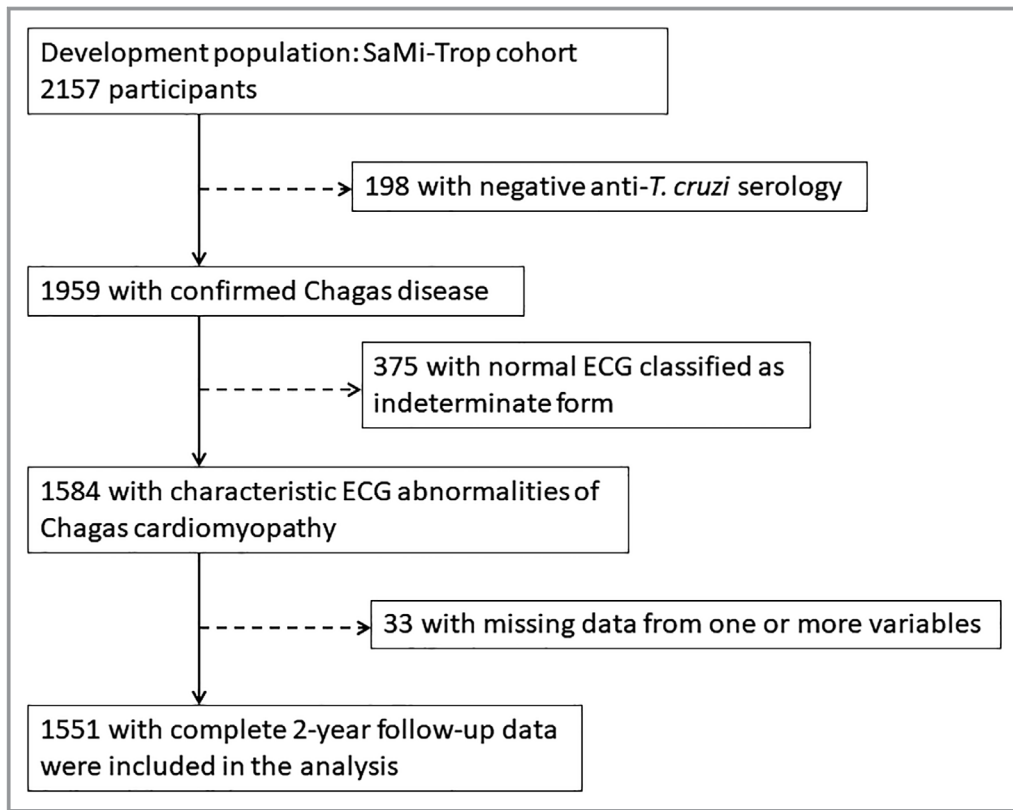 Development population: SaMi-Trop cohort
2157 participants
198 with negative anti-T. cruzi serology
1959 with confirmed Chagas disease
375 with normal ECG classified as
indeterminate form
1584 with characteristic ECG abnormalities of
Chagas cardiomyopathy
33 with missing data from one or more variables
1551 with complete 2-year follow-up data
were included in the analysis